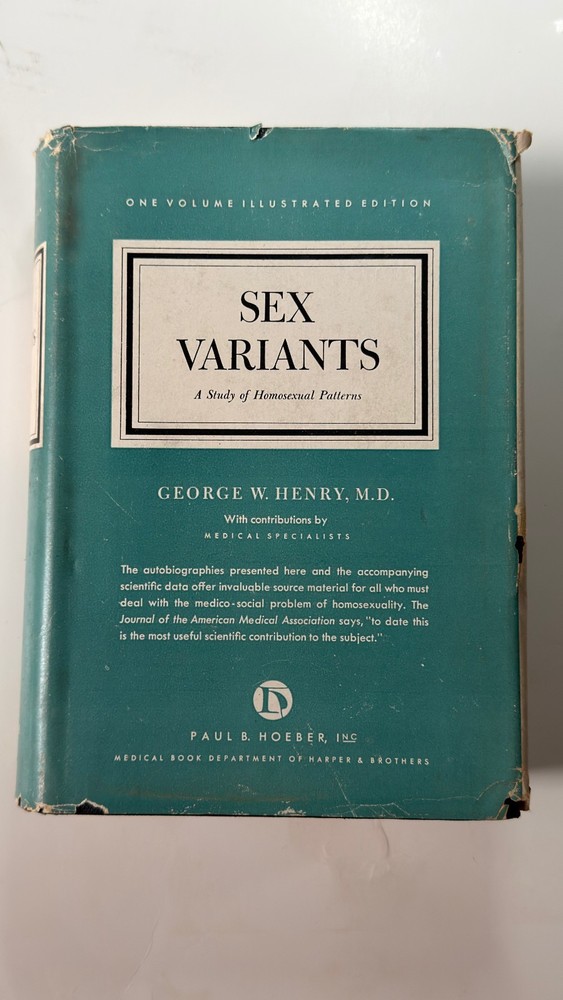 ONE VOLUME ILLUSTRATED EDITION
SEX
VARIANTS
A Study of Homosexual Patterns
GEORGE W. HENRY, M.D.
With contributions by
MEDICAL SPECIALISTS
The autobiographies presented here and the accompanying
scientific data offer invaluable source material for all who must
deal with the medico-social problem of homosexuality. The
Journal of the American Medical Association says, "to date this
is the most useful scientific contribution to the subject."
PAUL B. HOEBER, INC
MEDICAL BOOK DEPARTMENT OF HARPER & BROTHERS